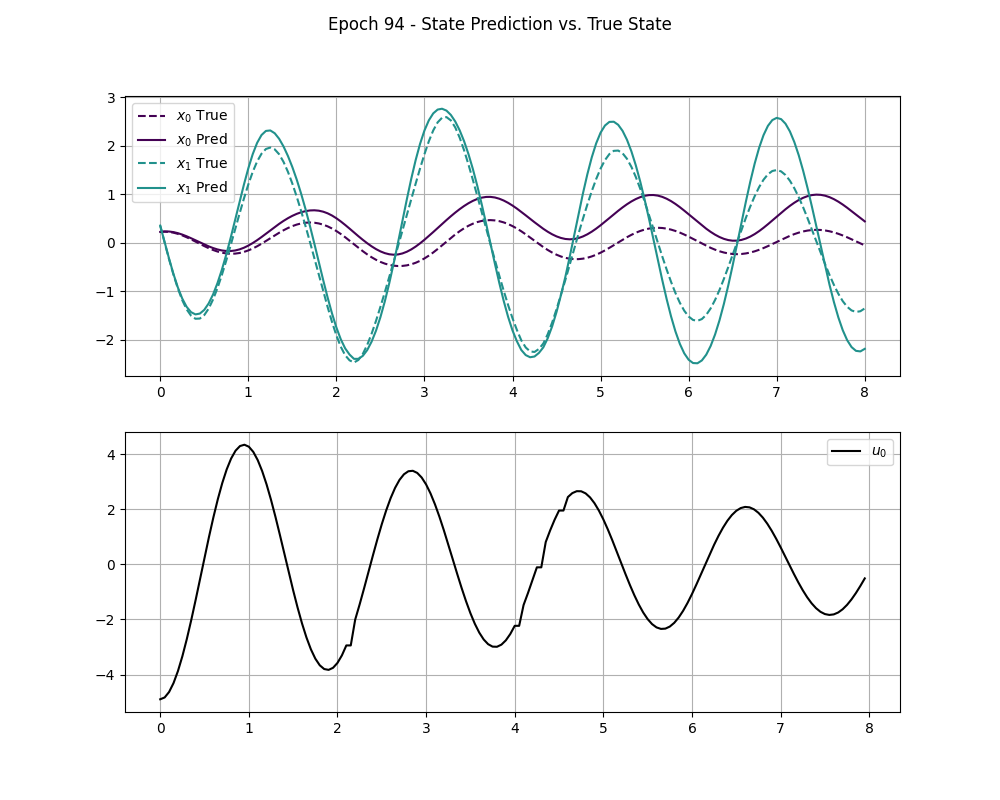 Epoch 94 - State Prediction vs. True State
3
2
1
0
−1
−2
x₀ True
x₀ Pred
x₁ True
x₁ Pred
0 1 2 3 4 5 6 7 8
4
2
0
−2
−4
u₀
0 1 2 3 4 5 6 7 8